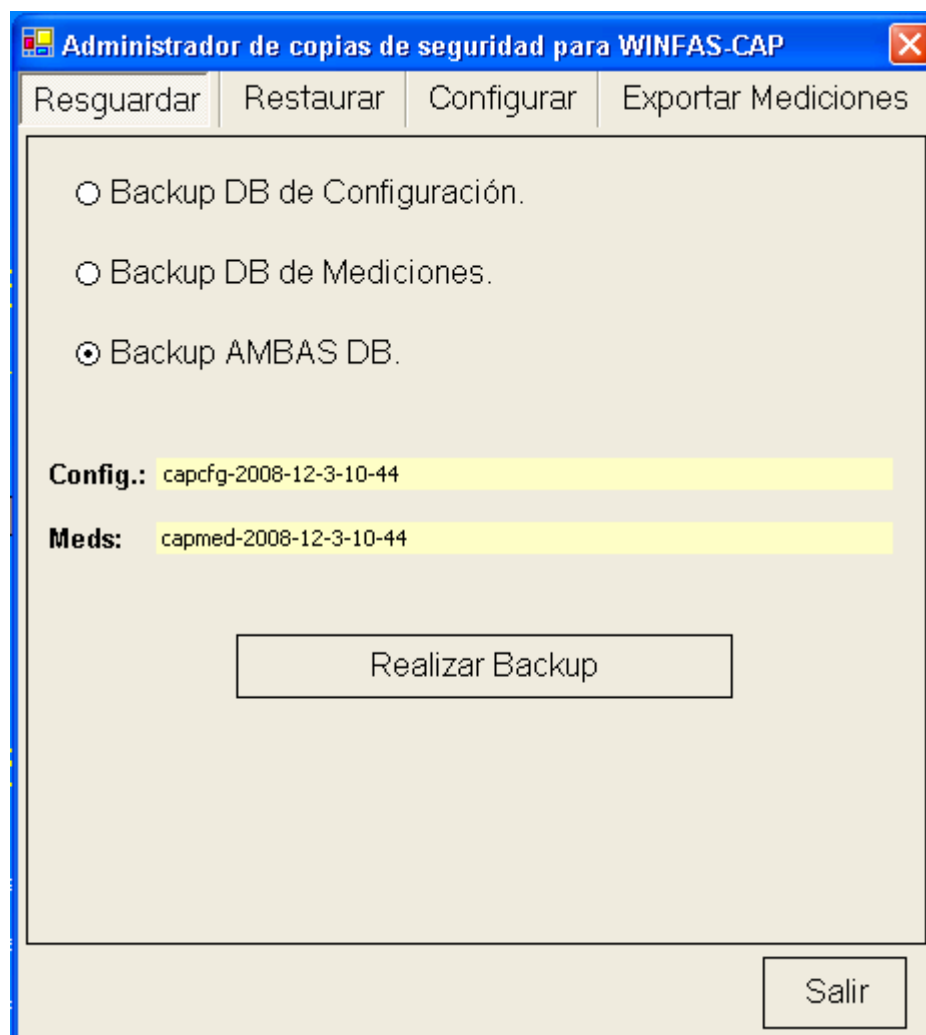 Administrador de copias de seguridad para WINFAS-CAP
Resguardar Restaurar Configurar Exportar Mediciones
Backup DB de Configuración.
Backup DB de Mediciones.
Backup AMBAS DB.
Config.: capcfg-2008-12-3-10-44
Meds: capmed-2008-12-3-10-44
Realizar Backup
Salir